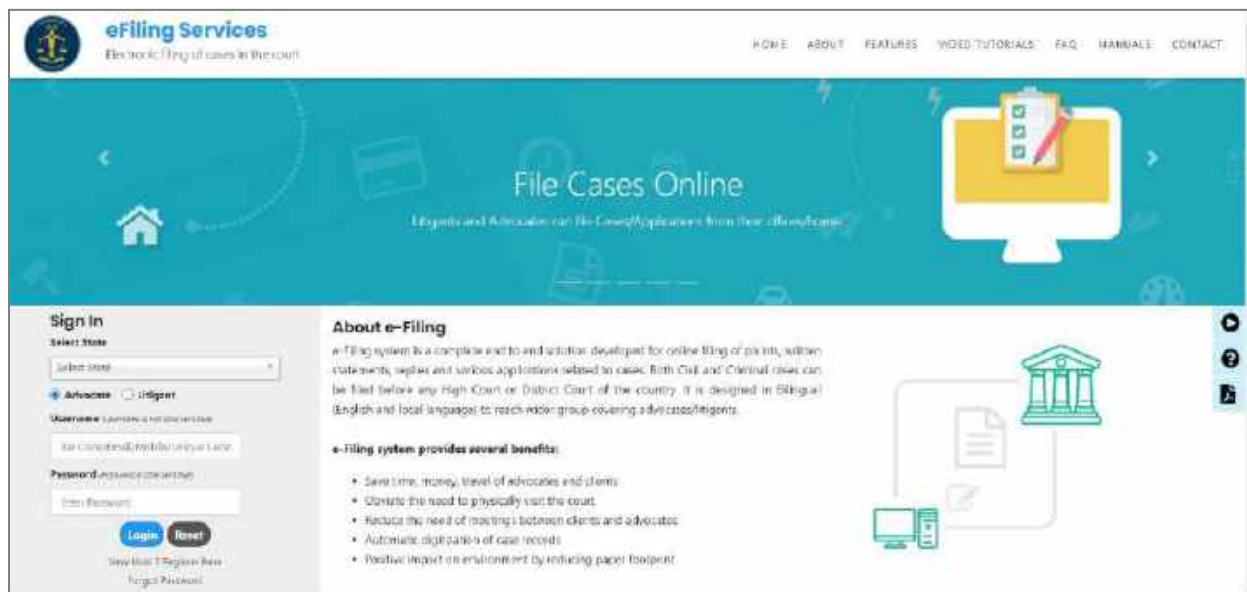 eFiling Services
Electronic filing of cases in the court
HOME ABOUT FEATURES VIDEO TUTORIALS FAQ MANUALS CONTACT
File Cases Online
Litigants and Advocates can file Cases/Applications from their offices/home
Sign In
Select State
Select State
Advocate Litigant
Username
Password
Enter Password
Login Reset
New User ? Register here
Forgot Password
About e-Filing
e-Filing system is a complete end to end solution developed for online filing of plaints, written
statements, replies and various applications related to cases. Both Civil and Criminal cases can
be filed before any High Court or District Court of the country. It is designed in Bilingual
(English and local language) to reach wider group covering advocates/litigants.
e-Filing system provides several benefits:
• Save time, money, travel of advocates and clients
• Obviate the need to physically visit the court
• Reduce the need of meetings between clients and advocates
• Automatic digitization of case records
• Positive impact on environment by reducing paper footprint